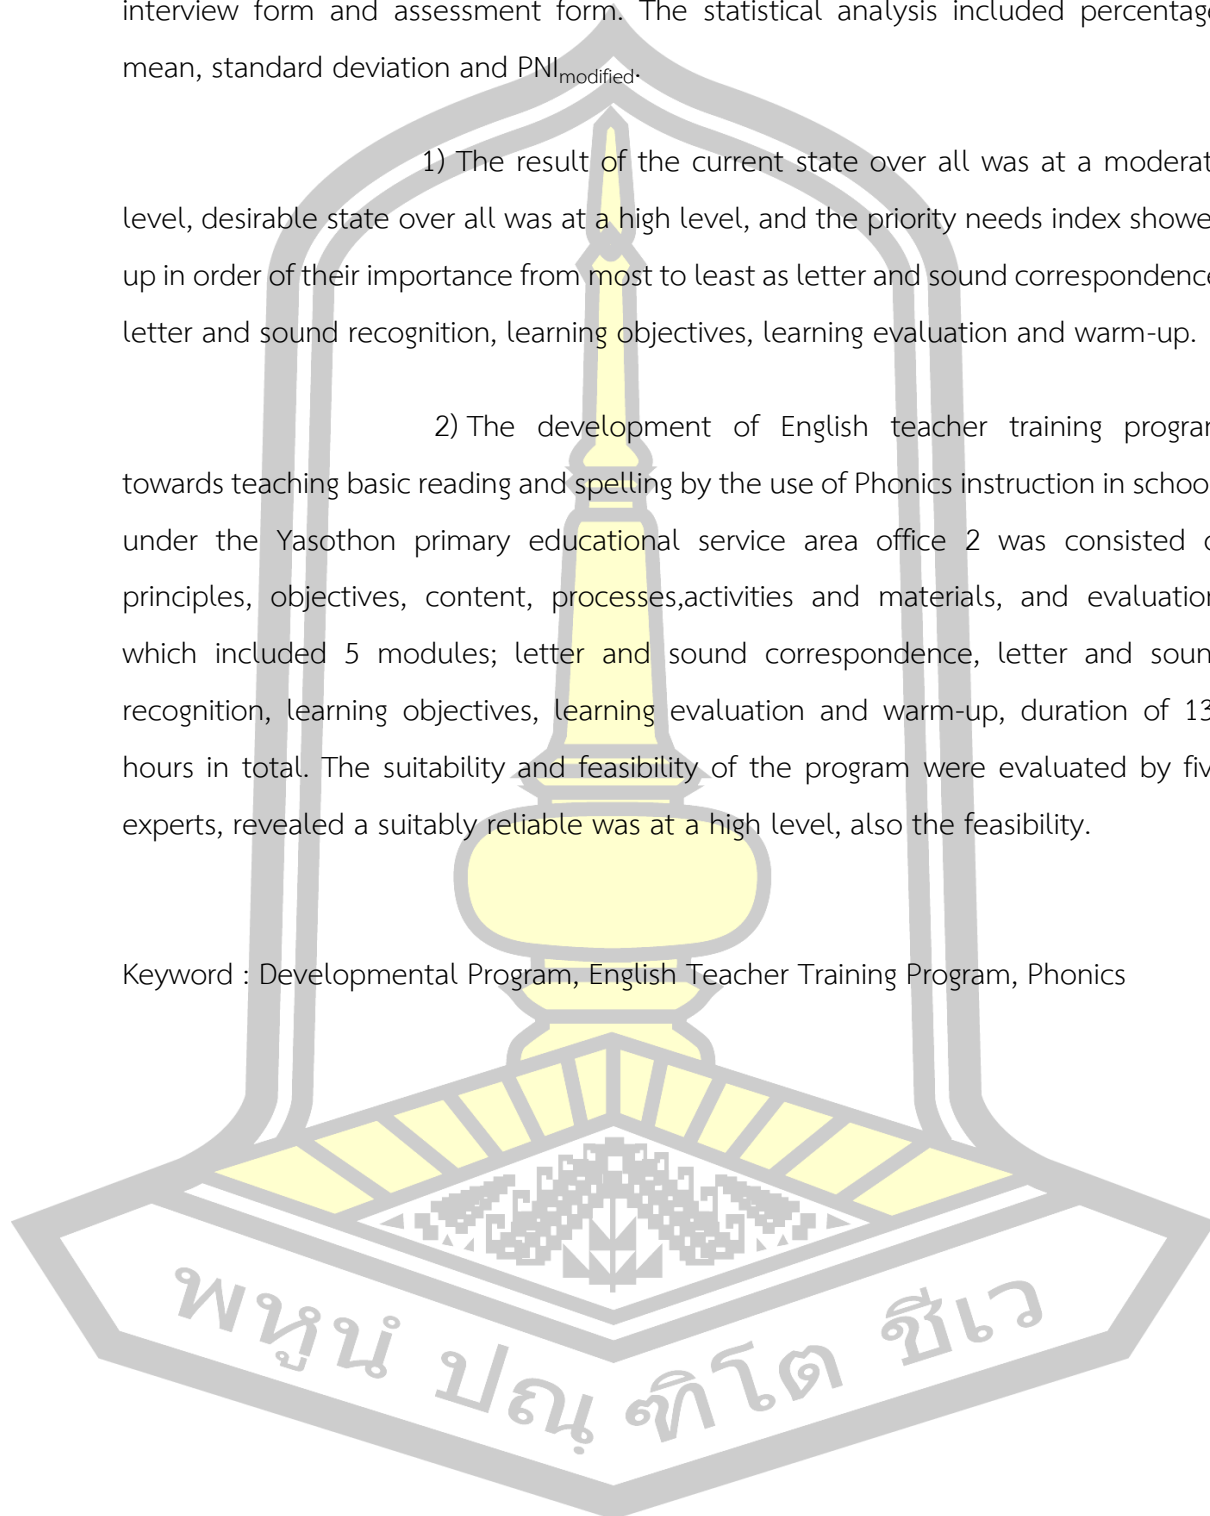 interview form and assessment form. The statistical analysis included percentage
mean, standard deviation and PNImodified.
1) The result of the current state over all was at a moderat
level, desirable state over all was at a high level, and the priority needs index showe
up in order of their importance from most to least as letter and sound correspondence
letter and sound recognition, learning objectives, learning evaluation and warm-up.
2) The development of English teacher training program
towards teaching basic reading and spelling by the use of Phonics instruction in school
under the Yasothon primary educational service area office 2 was consisted o
principles, objectives, content, processes,activities and materials, and evaluation
which included 5 modules; letter and sound correspondence, letter and soun
recognition, learning objectives, learning evaluation and warm-up, duration of 13
hours in total. The suitability and feasibility of the program were evaluated by fiv
experts, revealed a suitably reliable was at a high level, also the feasibility.
Keyword : Developmental Program, English Teacher Training Program, Phonics
พหูนํ ปณฺฑิโต ชีเว